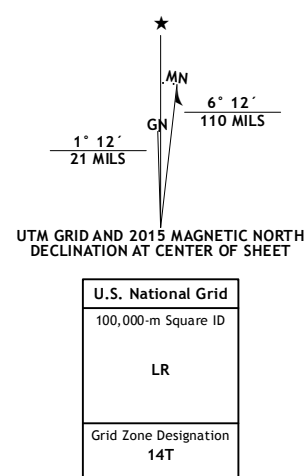 ★
MN
GN
6° 12´
110 MILS
1° 12´
21 MILS
UTM GRID AND 2015 MAGNETIC NORTH
DECLINATION AT CENTER OF SHEET
U.S. National Grid
100,000-m Square ID
LR
Grid Zone Designation
14T